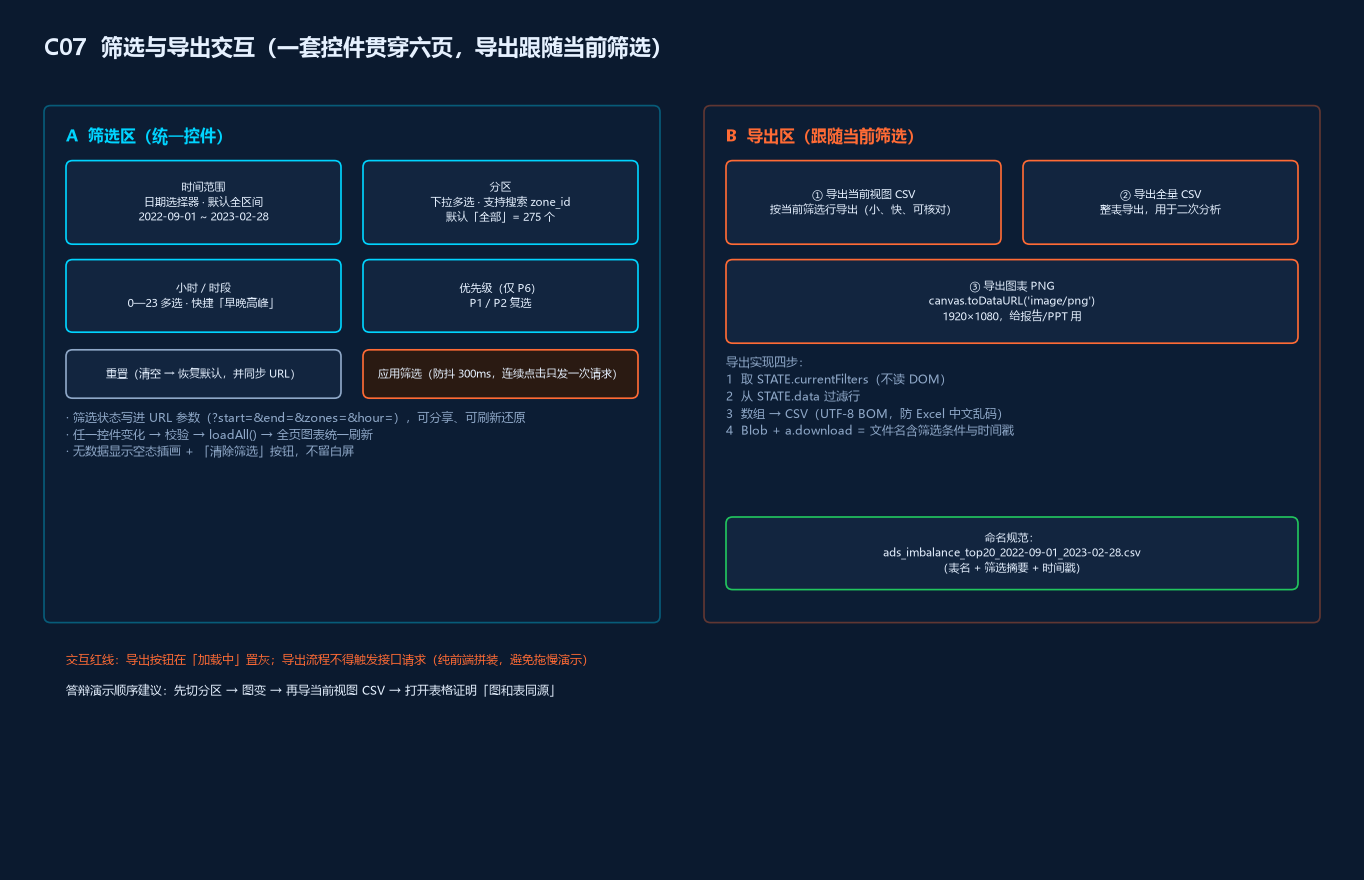 C07 筛选与导出交互（一套控件贯穿六页，导出跟随当前筛选）
A 筛选区（统一控件）
时间范围
日期选择器 · 默认全区间
2022-09-01 ~ 2023-02-28
分区
下拉多选 · 支持搜索 zone_id
默认「全部」= 275 个
小时 / 时段
0—23 多选 · 快捷「早晚高峰」
优先级（仅 P6）
P1 / P2 复选
重置（清空 → 恢复默认，并同步 URL）
应用筛选（防抖 300ms，连续点击只发一次请求）
· 筛选状态写进 URL 参数（?start=&end=&zones=&hour=），可分享、可刷新还原
· 任一控件变化 → 校验 → loadAll() → 全页图表统一刷新
· 无数据显示空态插画 + 「清除筛选」按钮，不留白屏
B 导出区（跟随当前筛选）
① 导出当前视图 CSV
按当前筛选行导出（小、快、可核对）
② 导出全量 CSV
整表导出，用于二次分析
③ 导出图表 PNG
canvas.toDataURL('image/png')
1920×1080，给报告/PPT 用
导出实现四步：
1 取 STATE.currentFilters（不读 DOM）
2 从 STATE.data 过滤行
3 数组 → CSV（UTF-8 BOM，防 Excel 中文乱码）
4 Blob + a.download = 文件名含筛选条件与时间戳
命名规范：
ads_imbalance_top20_2022-09-01_2023-02-28.csv
（表名 + 筛选摘要 + 时间戳）
交互红线：导出按钮在「加载中」置灰；导出流程不得触发接口请求（纯前端拼装，避免拖慢演示）
答辩演示顺序建议：先切分区 → 图变 → 再导当前视图 CSV → 打开表格证明「图和表同源」